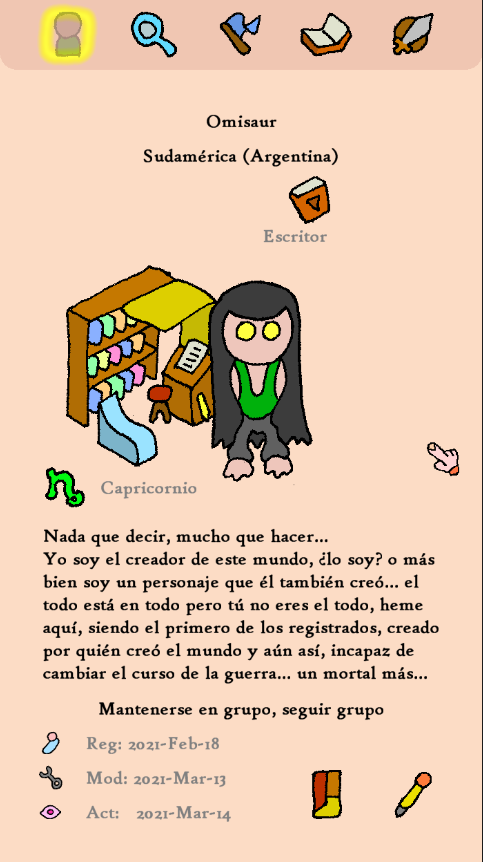 Omisaur
Sudamérica (Argentina)
Escritor
Capricornio
Nada que decir, mucho que hacer...
Yo soy el creador de este mundo, ¿lo soy? o más
bien soy un personaje que él también creó... el
todo está en todo pero tú no eres el todo, heme
aquí, siendo el primero de los registrados, creado
por quién creó el mundo y aún así, incapaz de
cambiar el curso de la guerra... un mortal más...
Mantenerse en grupo, seguir grupo
Reg: 2021-Feb-18
Mod: 2021-Mar-13
Act: 2021-Mar-14